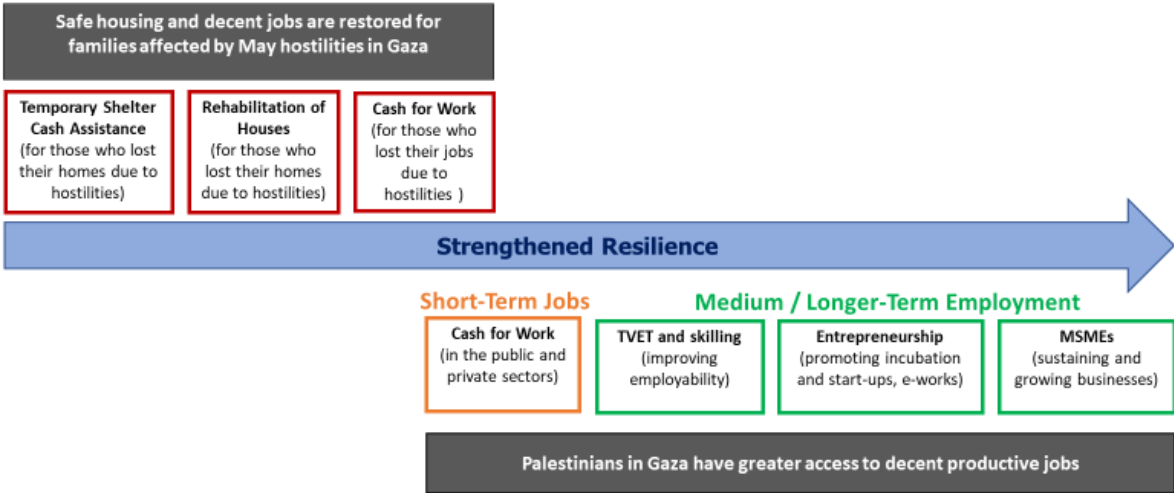 Safe housing and decent jobs are restored for
families affected by May hostilities in Gaza
Temporary Shelter
Cash Assistance
(for those who lost
their homes due to
hostilities)
Rehabilitation of
Houses
(for those who
lost their homes
due to hostilities)
Cash for Work
(for those who
lost their jobs
due to
hostilities )
Strengthened Resilience
Short-Term Jobs
Medium / Longer-Term Employment
Cash for Work
(in the public and
private sectors)
TVET and skilling
(improving
employability)
Entrepreneurship
(promoting incubation
and start-ups, e-works)
MSMEs
(sustaining and
growing businesses)
Palestinians in Gaza have greater access to decent productive jobs